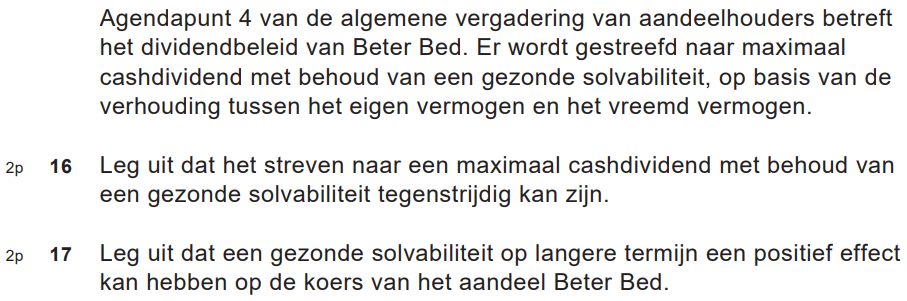 Agendapunt 4 van de algemene vergadering van aandeelhouders betreft
het dividendbeleid van Beter Bed. Er wordt gestreefd naar maximaal
cashdividend met behoud van een gezonde solvabiliteit, op basis van de
verhouding tussen het eigen vermogen en het vreemd vermogen.
2p 16 Leg uit dat het streven naar een maximaal cashdividend met behoud van
een gezonde solvabiliteit tegenstrijdig kan zijn.
2p 17 Leg uit dat een gezonde solvabiliteit op langere termijn een positief effect
kan hebben op de koers van het aandeel Beter Bed.